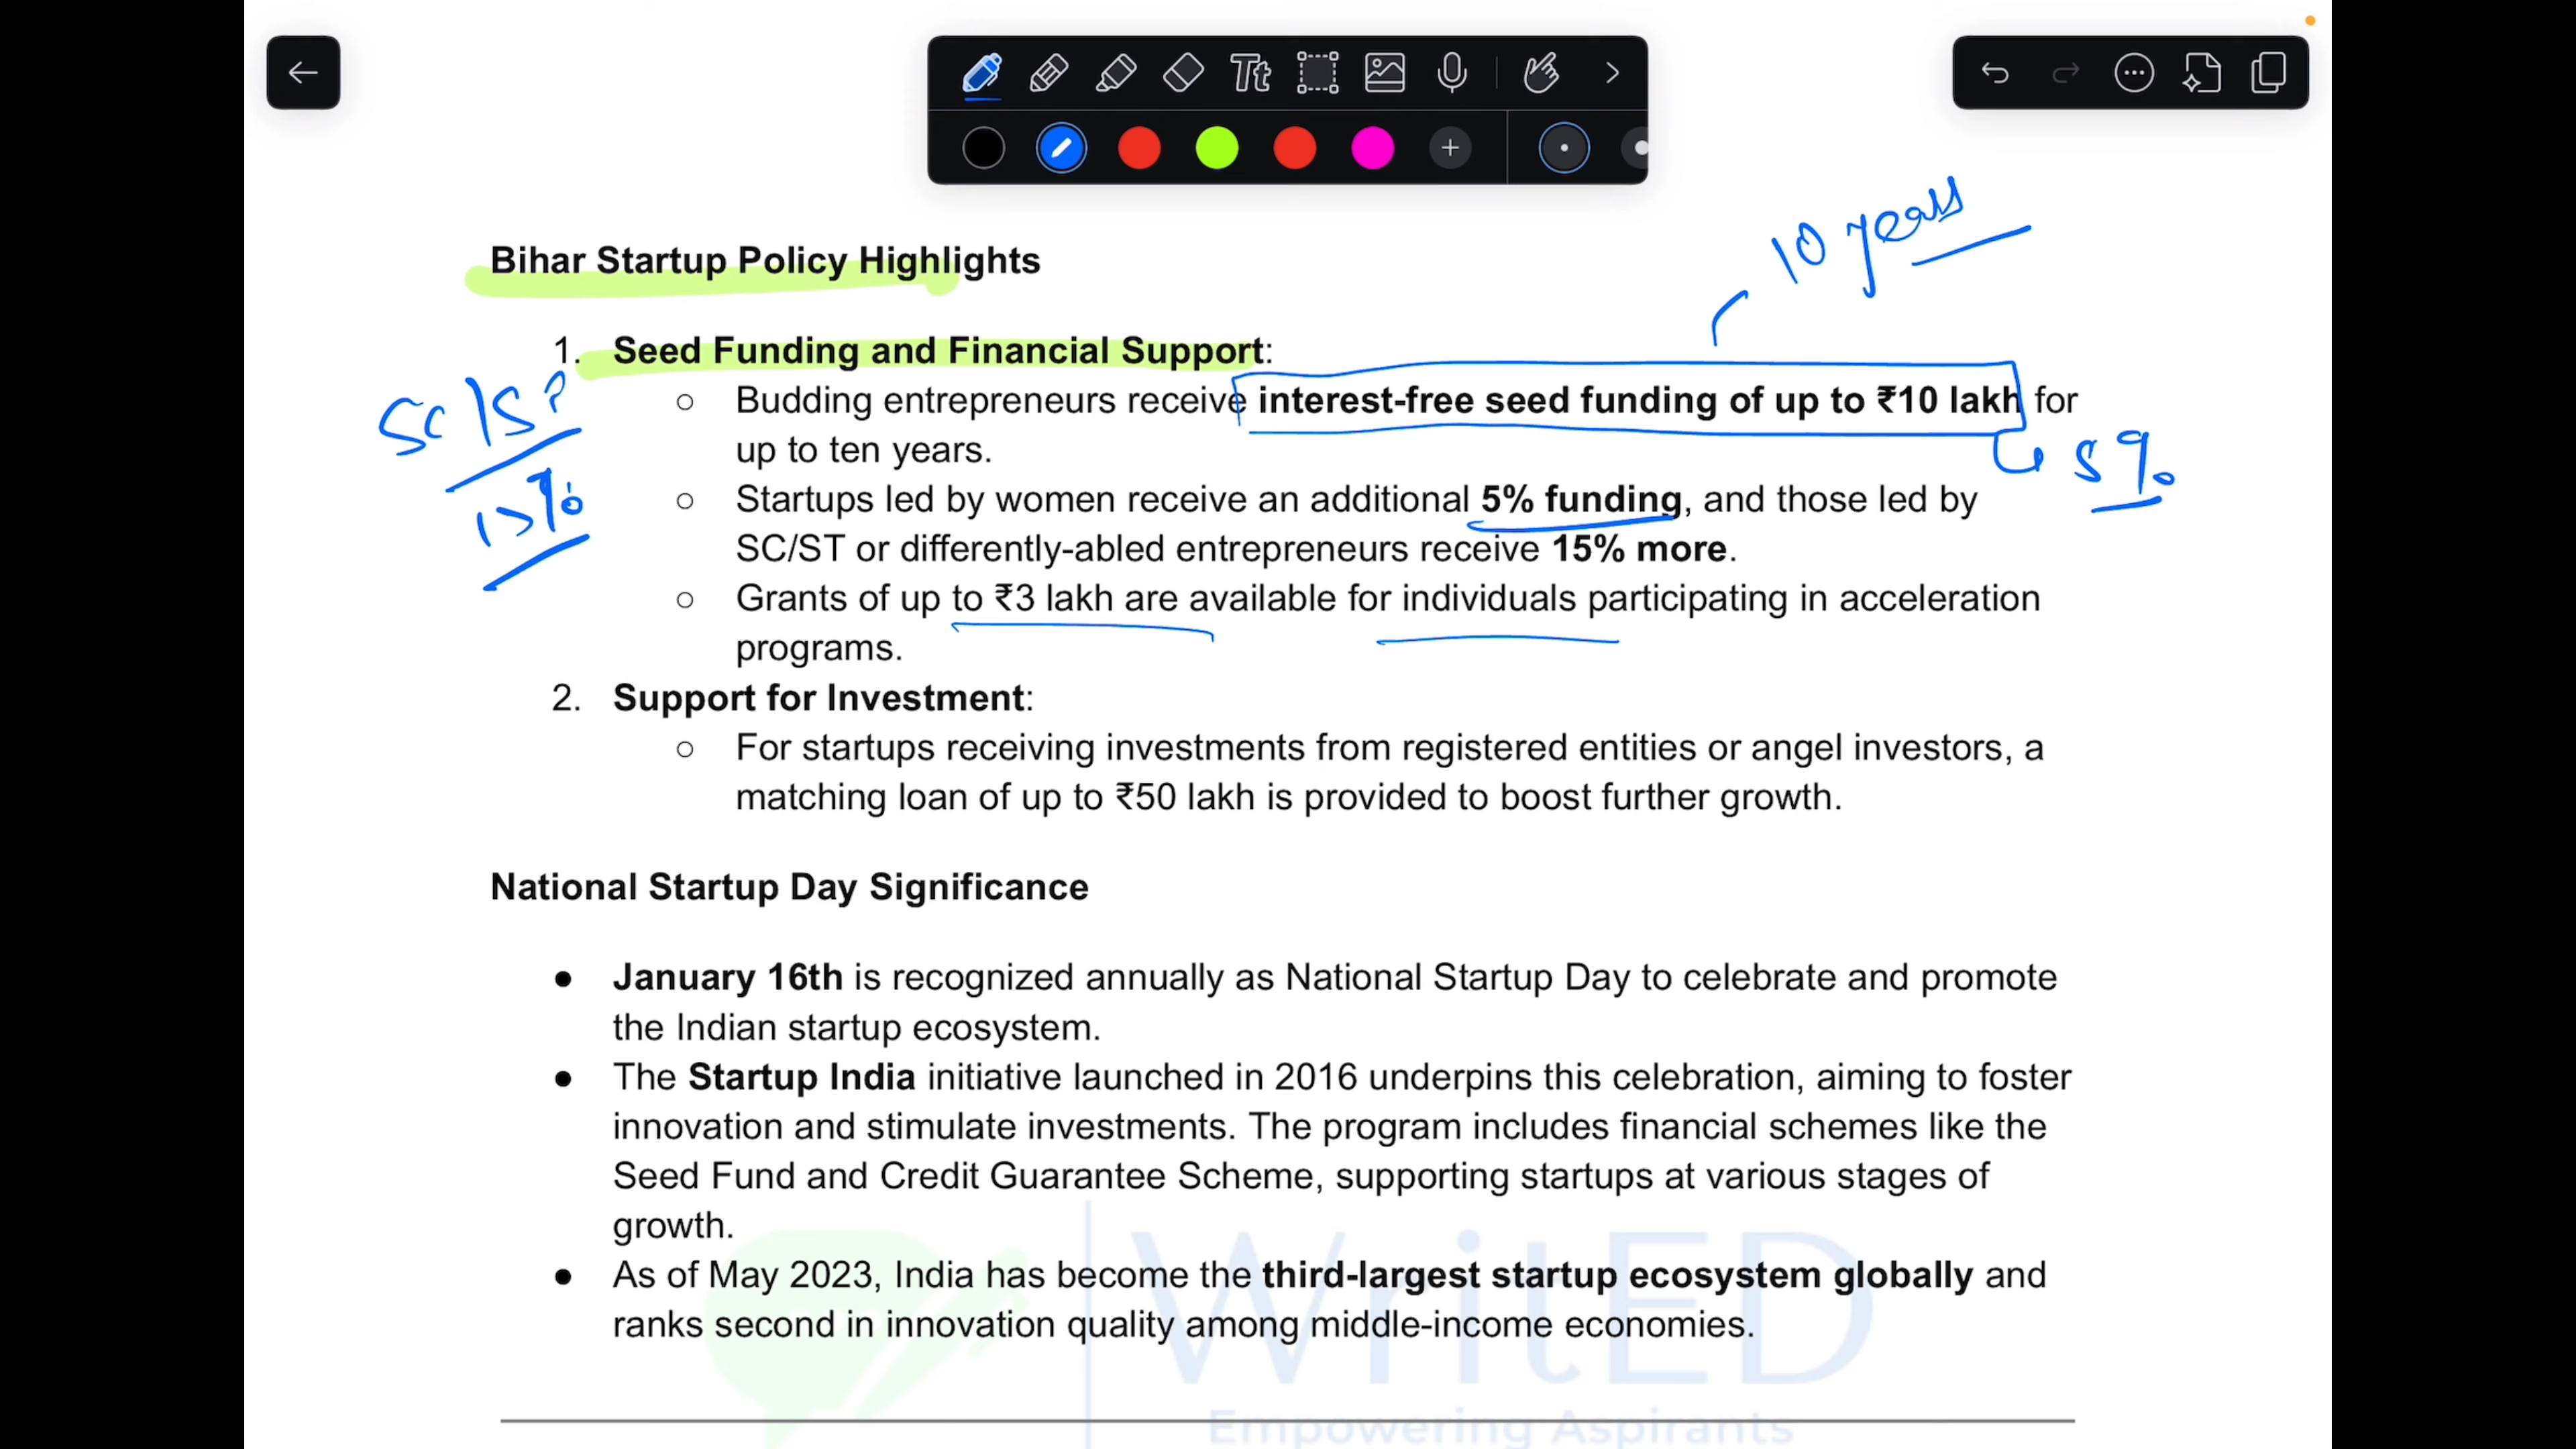 Tt
10 years
Bihar Startup Policy Highlights
1. Seed Funding and Financial Support:
○ Budding entrepreneurs receive interest-free seed funding of up to ₹10 lakh for
up to ten years.
○ Startups led by women receive an additional 5% funding, and those led by
SC/ST or differently-abled entrepreneurs receive 15% more.
○ Grants of up to ₹3 lakh are available for individuals participating in acceleration
programs.
SC/ST
15%
5%
2. Support for Investment:
○ For startups receiving investments from registered entities or angel investors, a
matching loan of up to ₹50 lakh is provided to boost further growth.
National Startup Day Significance
● January 16th is recognized annually as National Startup Day to celebrate and promote
the Indian startup ecosystem.
● The Startup India initiative launched in 2016 underpins this celebration, aiming to foster
innovation and stimulate investments. The program includes financial schemes like the
Seed Fund and Credit Guarantee Scheme, supporting startups at various stages of
growth.
● As of May 2023, India has become the third-largest startup ecosystem globally and
ranks second in innovation quality among middle-income economies.
WritED
Empowering Aspirants